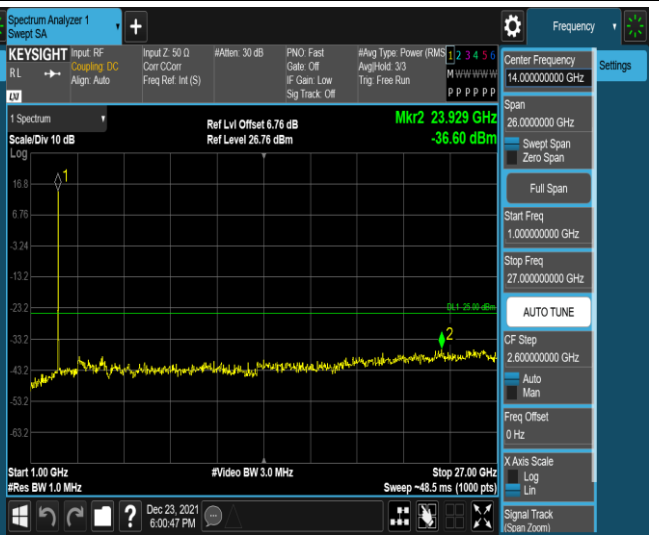 Spectrum Analyzer 1
Swept SA
Frequency
KEYSIGHT
RL
LXI
Input: RF
Coupling: DC
Align: Auto
Input Z: 50 Ω
Corr CCorr
Freq Ref: Int (S)
#Atten: 30 dB
PNO: Fast
Gate: Off
IF Gain: Low
Sig Track: Off
#Avg Type: Power (RMS
Avg|Hold: 3/3
Trig: Free Run
1 2 3 4 5 6
M W W W W W
P P P P P P
1 Spectrum
Scale/Div 10 dB
Log
Ref Lvl Offset 6.76 dB
Ref Level 26.76 dBm
Mkr2 23.929 GHz
-36.60 dBm
16.8
6.76
-3.24
-13.2
-23.2
-33.2
-43.2
-53.2
-63.2
1
DL1 -25.00 dBm
2
Start 1.00 GHz
#Res BW 1.0 MHz
#Video BW 3.0 MHz
Stop 27.00 GHz
Sweep ~48.5 ms (1000 pts)
?
Dec 23, 2021
6:00:47 PM
Settings
Center Frequency
14.000000000 GHz
Span
26.0000000 GHz
Swept Span
Zero Span
Full Span
Start Freq
1.000000000 GHz
Stop Freq
27.000000000 GHz
AUTO TUNE
CF Step
2.600000000 GHz
Auto
Man
Freq Offset
0 Hz
X Axis Scale
Log
Lin
Signal Track
(Span Zoom)